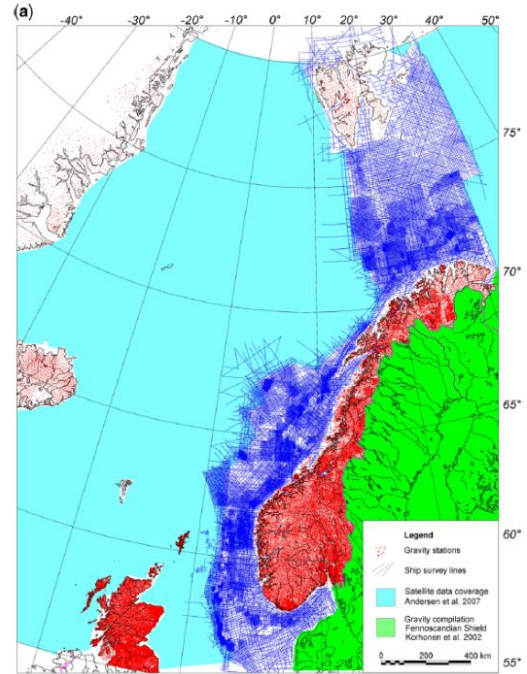 (a)
-40° -30° -20° -10° 0° 10° 20° 30° 40° 50°
75°
70°
65°
60°
55°
Legend
Gravity stations
Ship survey lines
Satellite data coverage
Andersen et al. 2007
Gravity compilation
Fennoscandian Shield
Korhonen et al. 2002
0 200 400 km